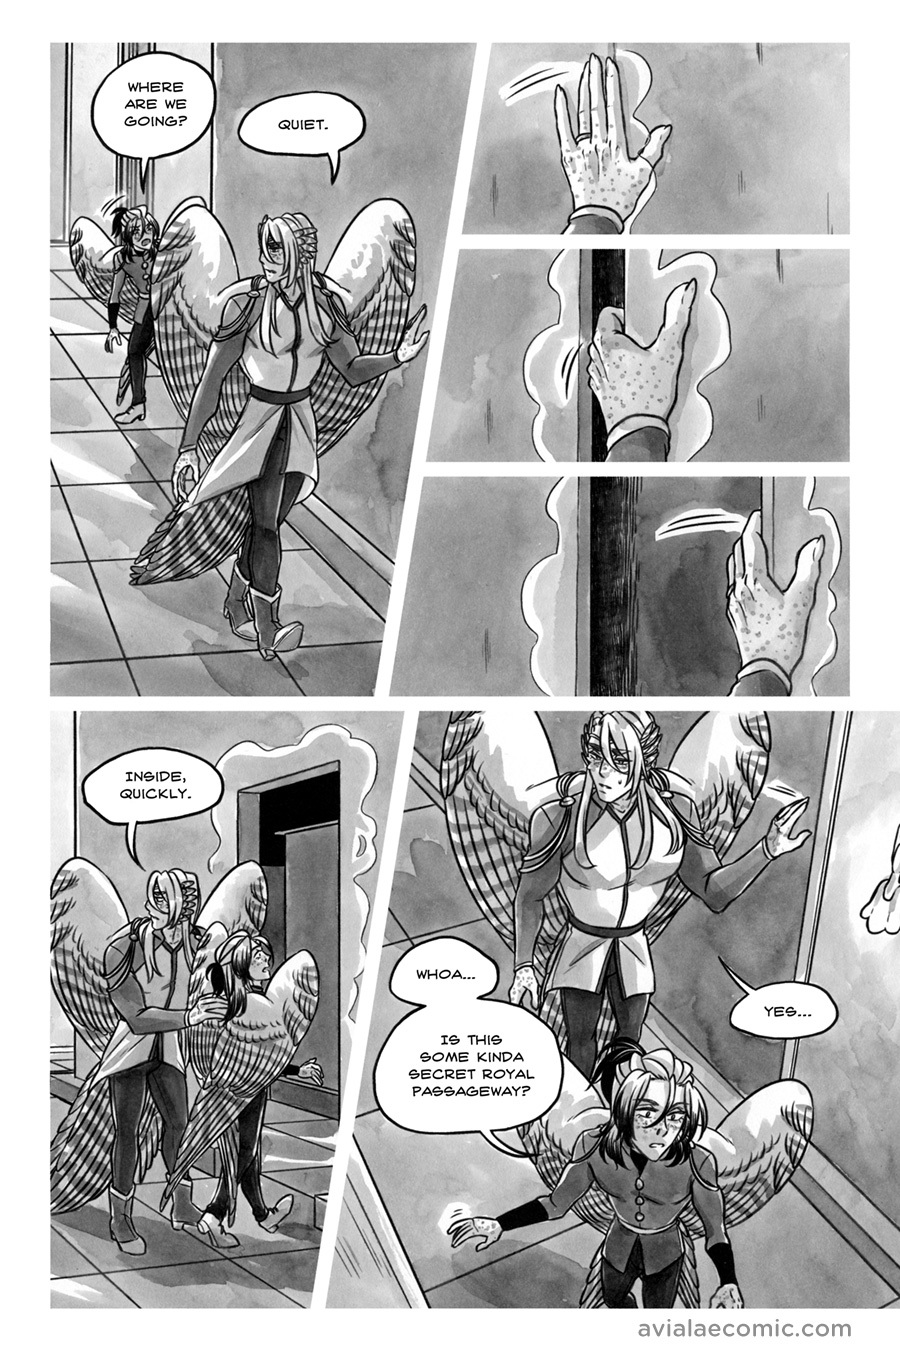 WHERE
ARE WE
GOING?
QUIET.
INSIDE,
QUICKLY.
WHOA...
IS THIS
SOME KINDA
SECRET ROYAL
PASSAGEWAY?
YES...
avialaecomic.com